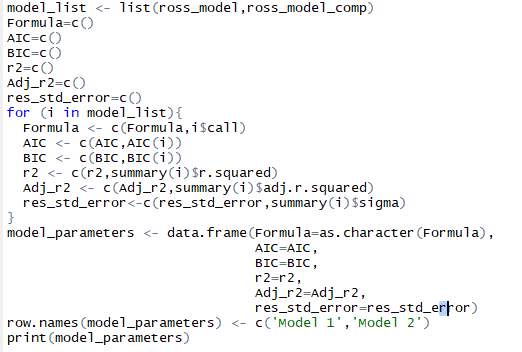 model_list <- list(ross_model,ross_model_comp)
Formula=c()
AIC=c()
BIC=c()
r2=c()
Adj_r2=c()
res_std_error=c()
for (i in model_list){
  Formula <- c(Formula,i$call)
  AIC <- c(AIC,AIC(i))
  BIC <- c(BIC,BIC(i))
  r2 <- c(r2,summary(i)$r.squared)
  Adj_r2 <- c(Adj_r2,summary(i)$adj.r.squared)
  res_std_error<-c(res_std_error,summary(i)$sigma)
}
model_parameters <- data.frame(Formula=as.character(Formula),
                               AIC=AIC,
                               BIC=BIC,
                               r2=r2,
                               Adj_r2=Adj_r2,
                               res_std_error=res_std_error)
row.names(model_parameters) <- c('Model 1','Model 2')
print(model_parameters)